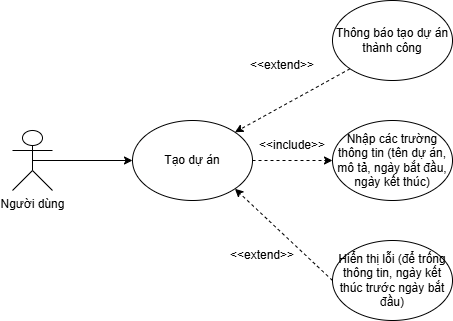 Thông báo tạo dự án
thành công
<<extend>>
Tạo dự án
<<include>>
Nhập các trường
thông tin (tên dự án,
mô tả, ngày bắt đầu,
ngày kết thúc)
Người dùng
<<extend>>
Hiển thị lỗi (để trống
thông tin, ngày kết
thúc trước ngày bắt
đầu)